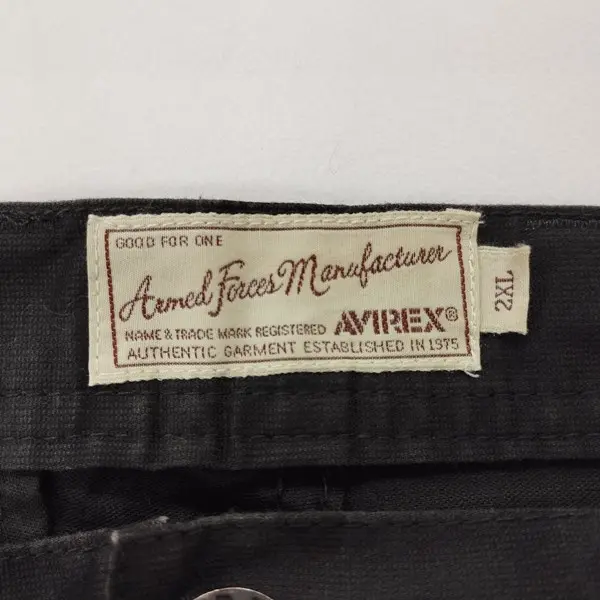 GOOD FOR ONE
Armed Forces Manufacturer
NAME & TRADE MARK REGISTERED AVIREX®
AUTHENTIC GARMENT ESTABLISHED IN 1975
2XL